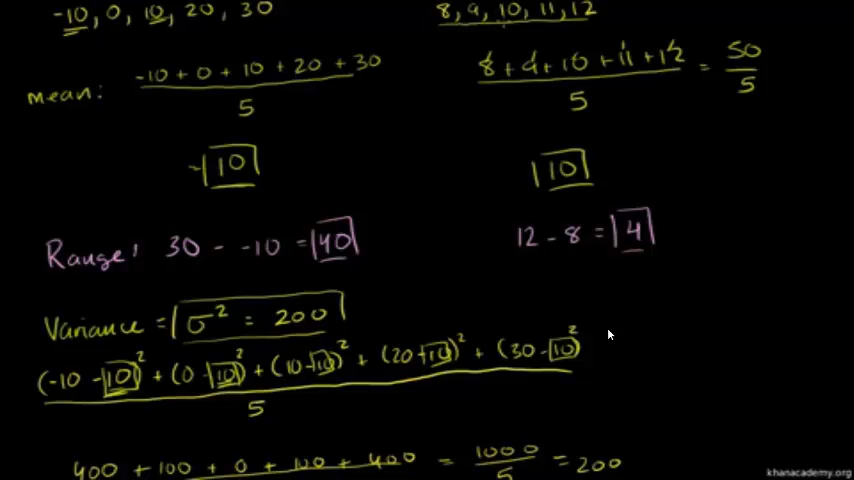 -10, 0, 10, 20, 30
8, 9, 10, 11, 12
mean: -10 + 0 + 10 + 20 + 30
5
8 + 9 + 10 + 11 + 12 = 50
5 5
= 10
10
Range: 30 - -10 = 40
12 - 8 = 4
Variance = σ² = 200
(-10 - 10)² + (0 - 10)² + (10 - 10)² + (20 - 10)² + (30 - 10)²
5
400 + 100 + 0 + 100 + 400 = 1000 = 200
5
khanacademy.org